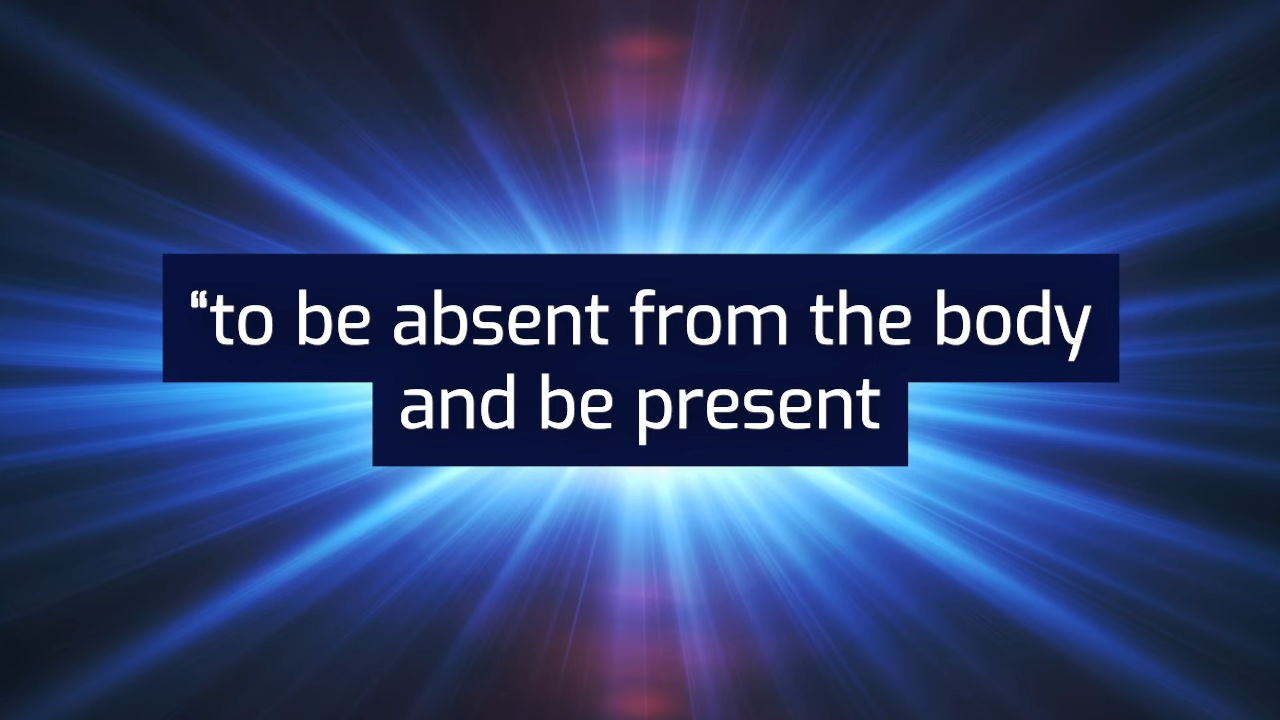 “to be absent from the body
and be present